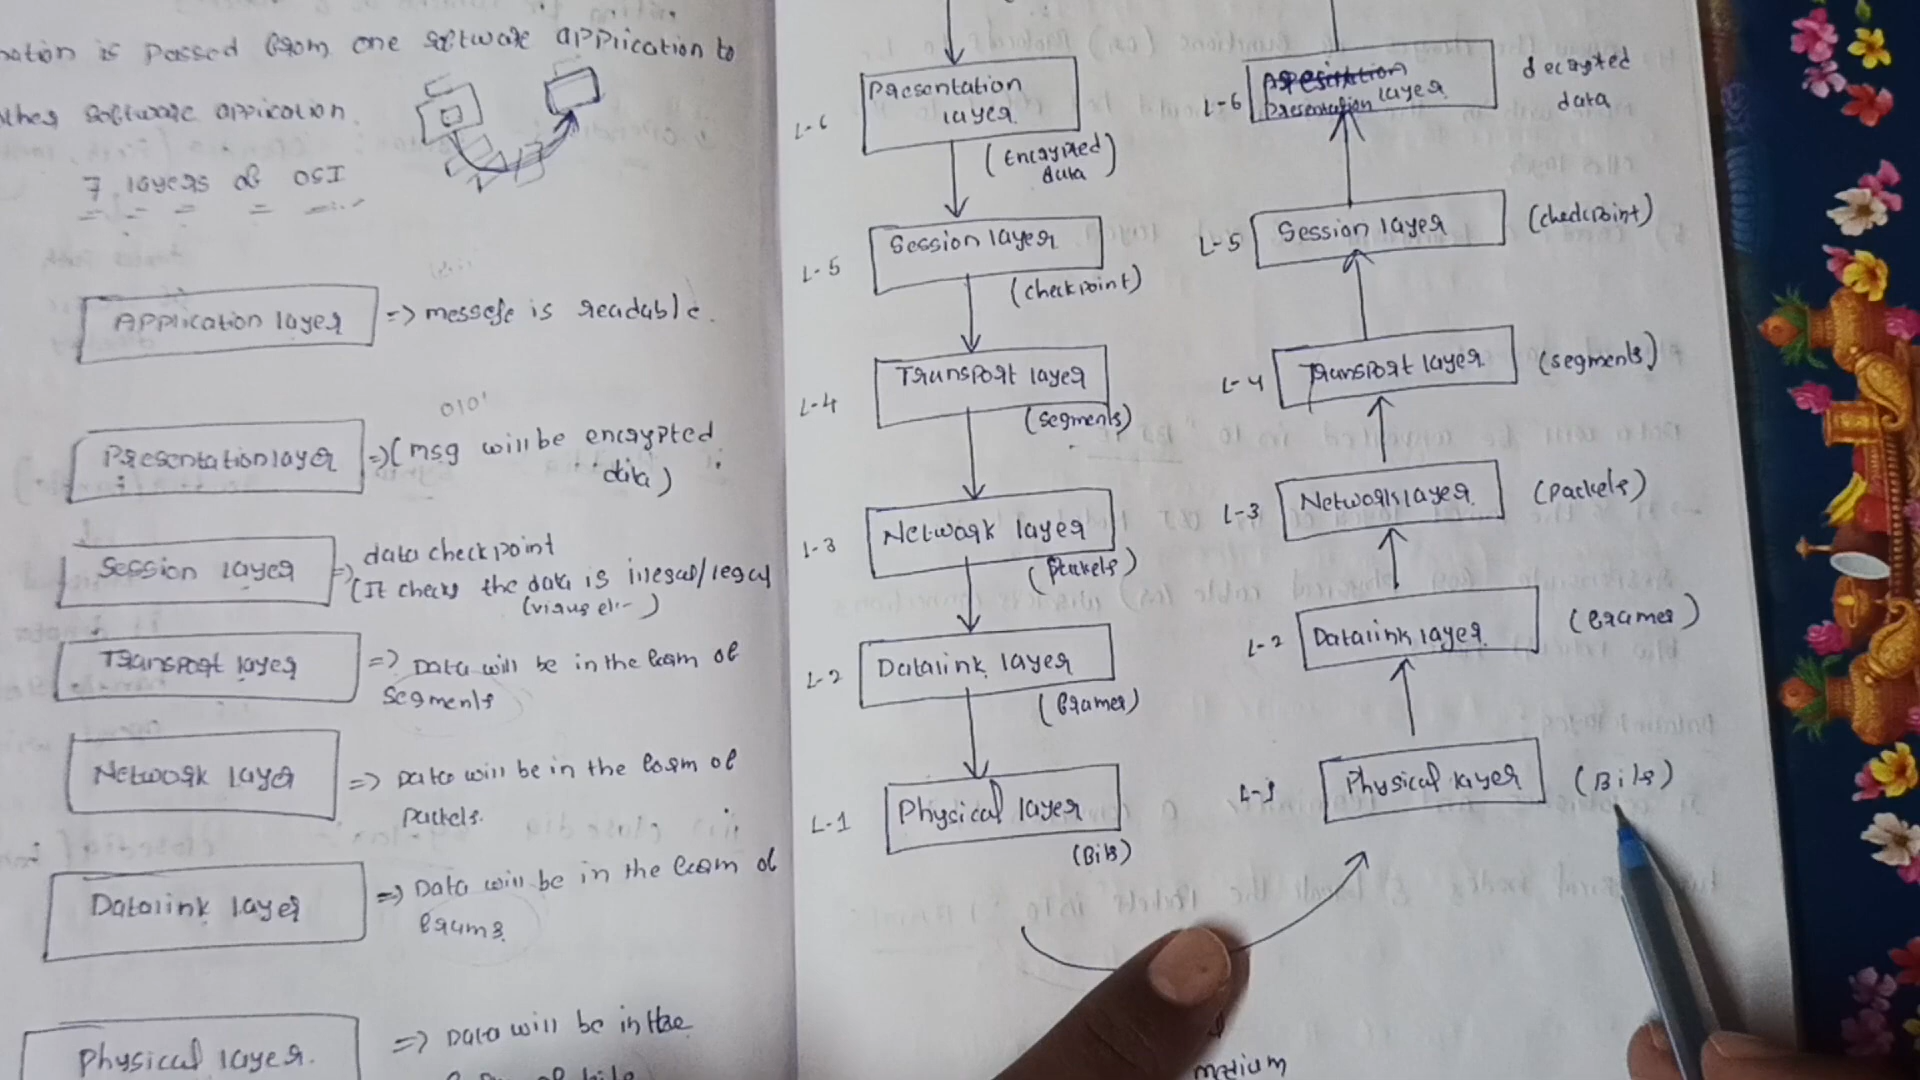 is passed from one software application to
software appication.
7 layers of OSI
Application layer => messefe is readable.
0101
Presentation layer => (msg will be encrypted
data)
Session layer => data check point
(It checks the data is illegal/legal
(virus etc- )
Transport layer => Data will be in the form of
segments
Network layer => Data will be in the form of
packets.
Datalink layer => Data will be in the form of
frams.
Physical layer. => Data will be in the
L-6 Presentation
layer
(Encrypted
data)
L-5 Session layer
(checkpoint)
L-4 Transport layer
(segments)
L-3 Network layer
(packets)
L-2 Datalink layer
(frames)
L-1 Physical layer
(Bits)
L-6 Presentation layer decrypted
data
L-5 Session layer (checkpoint)
L-4 Transport layer (segments)
L-3 Network layer (packets)
L-2 Datalink layer (frames)
L-1 Physical layer (Bits)
medium